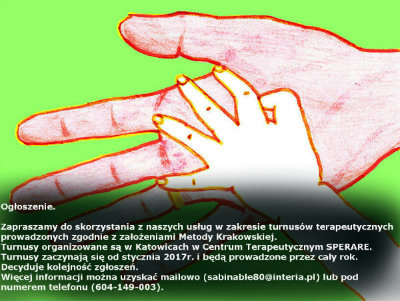 Ogłoszenie.
Zapraszamy do skorzystania z naszych usług w zakresie turnusów terapeutycznych
prowadzonych zgodnie z założeniami Metody Krakowskiej.
Turnusy organizowane są w Katowicach w Centrum Terapeutycznym SPERARE.
Turnusy zaczynają się od stycznia 2017r. i będą prowadzone przez cały rok.
Decyduje kolejność zgłoszeń.
Więcej informacji można uzyskać mailowo (sabinable80@interia.pl) lub pod
numerem telefonu (604-149-003).